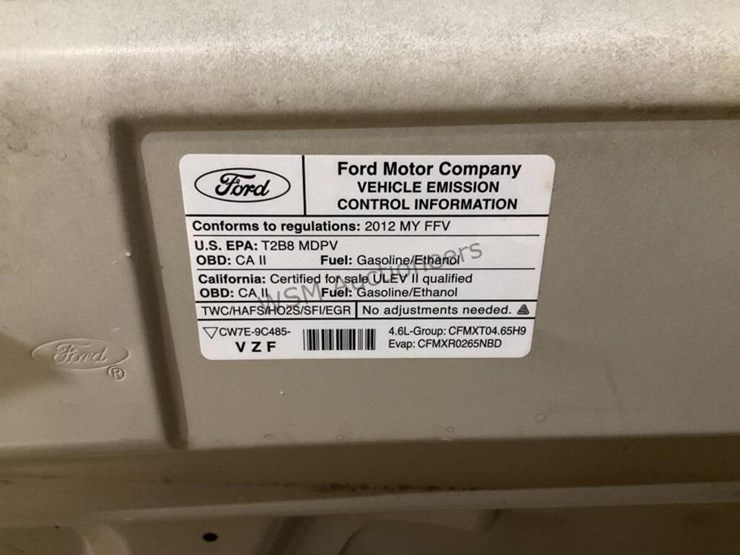 Ford
Ford Motor Company
VEHICLE EMISSION
CONTROL INFORMATION
Conforms to regulations: 2012 MY FFV
U.S. EPA: T2B8 MDPV
OBD: CA II Fuel: Gasoline/Ethanol
California: Certified for sale ULEV II qualified
OBD: CA II Fuel: Gasoline/Ethanol
TWC/HAFS/HO2S/SFI/EGR No adjustments needed.
CW7E-9C485- 4.6L-Group: CFMXT04.65H9
VZF Evap: CFMXR0265NBD
WSM Auctioneers
Ford ®